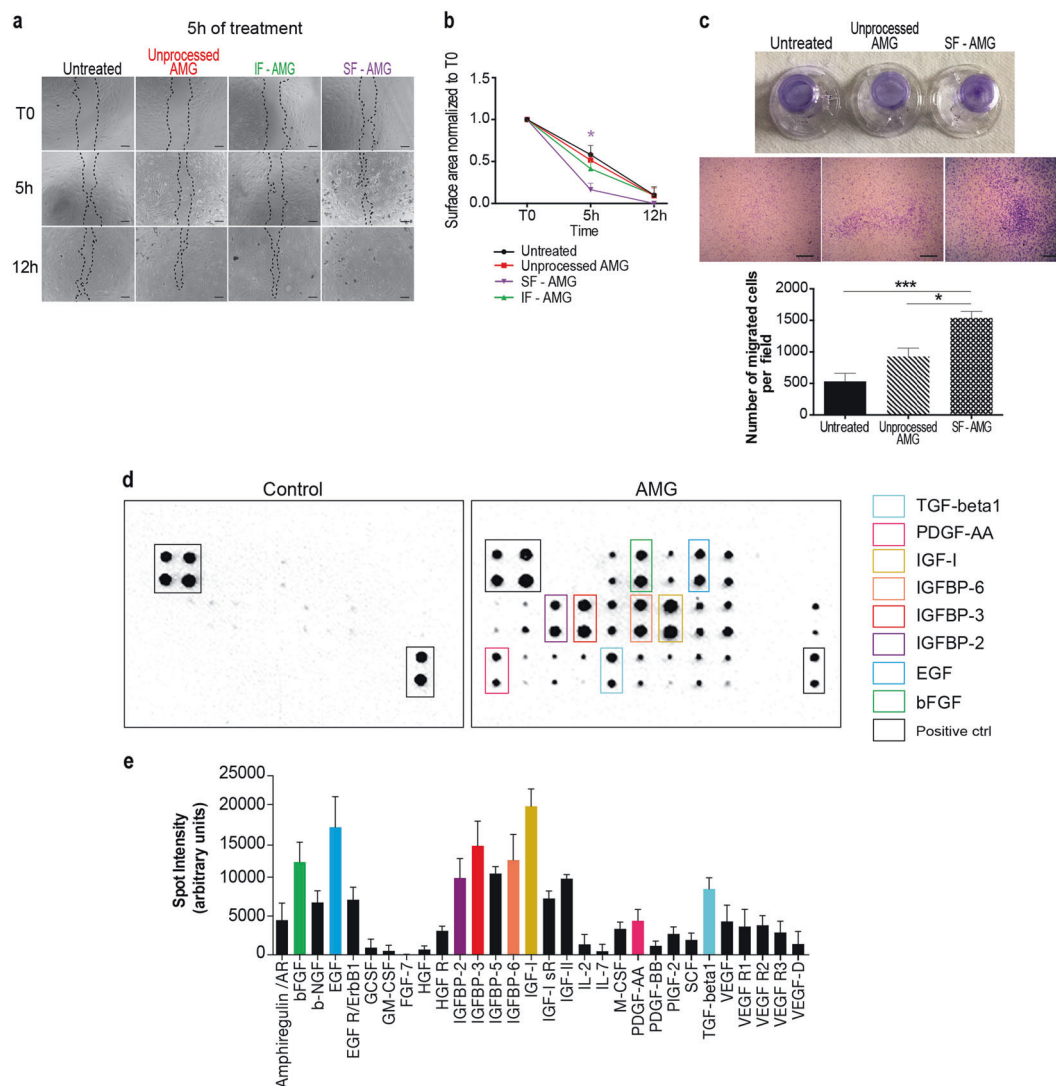 a
5h of treatment
Untreated
Unprocessed
AMG
IF - AMG
SF - AMG
T0
5h
12h
b
Surface area normalized to T0
1.5
1.0
0.5
0.0
*
T0
5h
12h
Time
Untreated
Unprocessed AMG
SF - AMG
IF - AMG
c
Untreated
Unprocessed
AMG
SF - AMG
Number of migrated cells
per field
2000
1500
1000
500
0
***
*
Untreated
Unprocessed
AMG
SF - AMG
d
Control
AMG
TGF-beta1
PDGF-AA
IGF-I
IGFBP-6
IGFBP-3
IGFBP-2
EGF
bFGF
Positive ctrl
e
Spot Intensity
(arbitrary units)
25000
20000
15000
10000
5000
0
Amphiregulin /AR
bFGF
b-NGF
EGF
EGF R/ErbB1
GCSF
GM-CSF
FGF-7
HGF
HGF R
IGFBP-2
IGFBP-3
IGFBP-5
IGFBP-6
IGF-I
IGF-I sR
IGF-II
IL-2
IL-7
M-CSF
PDGF-AA
PDGF-BB
PlGF-2
SCF
TGF-beta1
VEGF
VEGF R1
VEGF R2
VEGF R3
VEGF-D